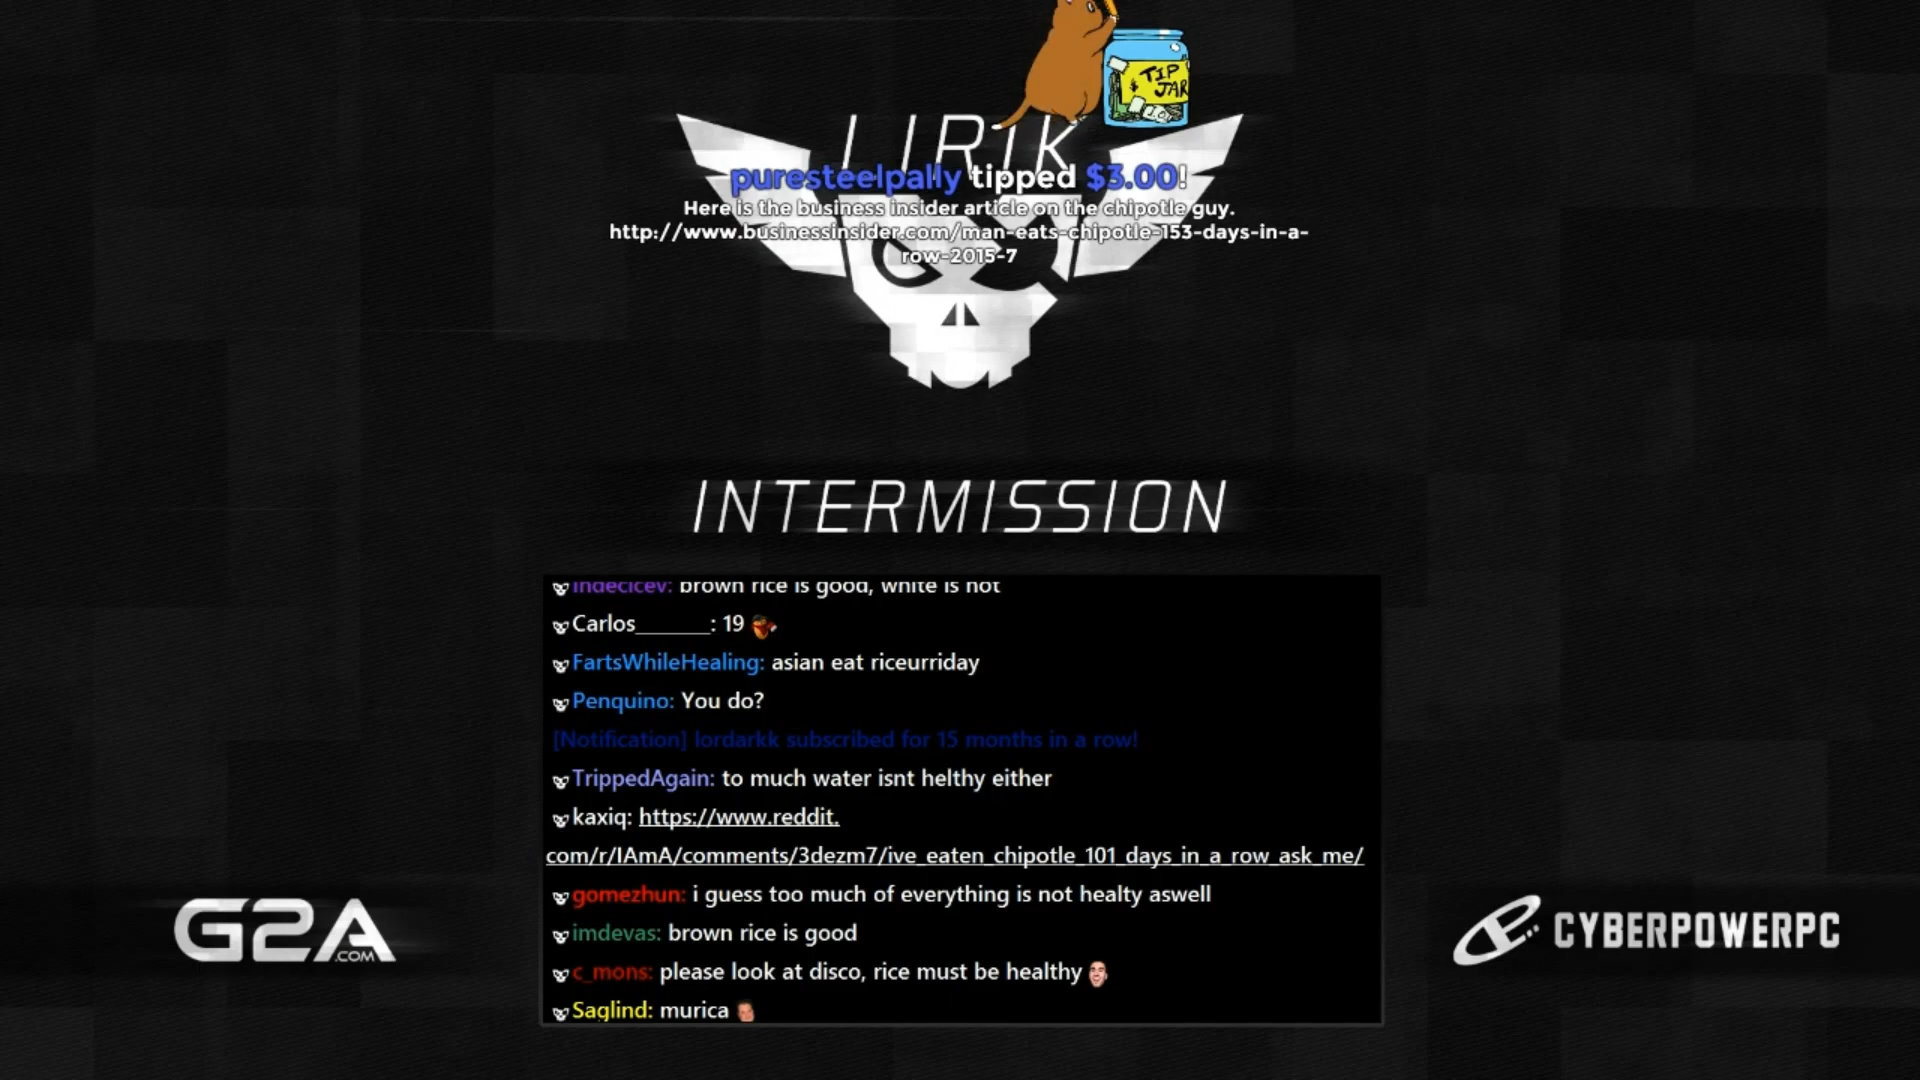 TIP
$ JAR
LIRIK
puresteelpally tipped $3.00!
Here is the business insider article on the chipotle guy.
http://www.businessinsider.com/man-eats-chipotle-153-days-in-a-
row-2015-7
INTERMISSION
Indecicev: brown rice is good, white is not
Carlos_______: 19
FartsWhileHealing: asian eat riceurriday
Penquino: You do?
[Notification] lordarkk subscribed for 15 months in a row!
TrippedAgain: to much water isnt helthy either
kaxiq: https://www.reddit.
com/r/IAmA/comments/3dezm7/ive_eaten_chipotle_101_days_in_a_row_ask_me/
gomezhun: i guess too much of everything is not healty aswell
imdevas: brown rice is good
c_mons: please look at disco, rice must be healthy
Saglind: murica
G2A
.COM
CYBERPOWERPC